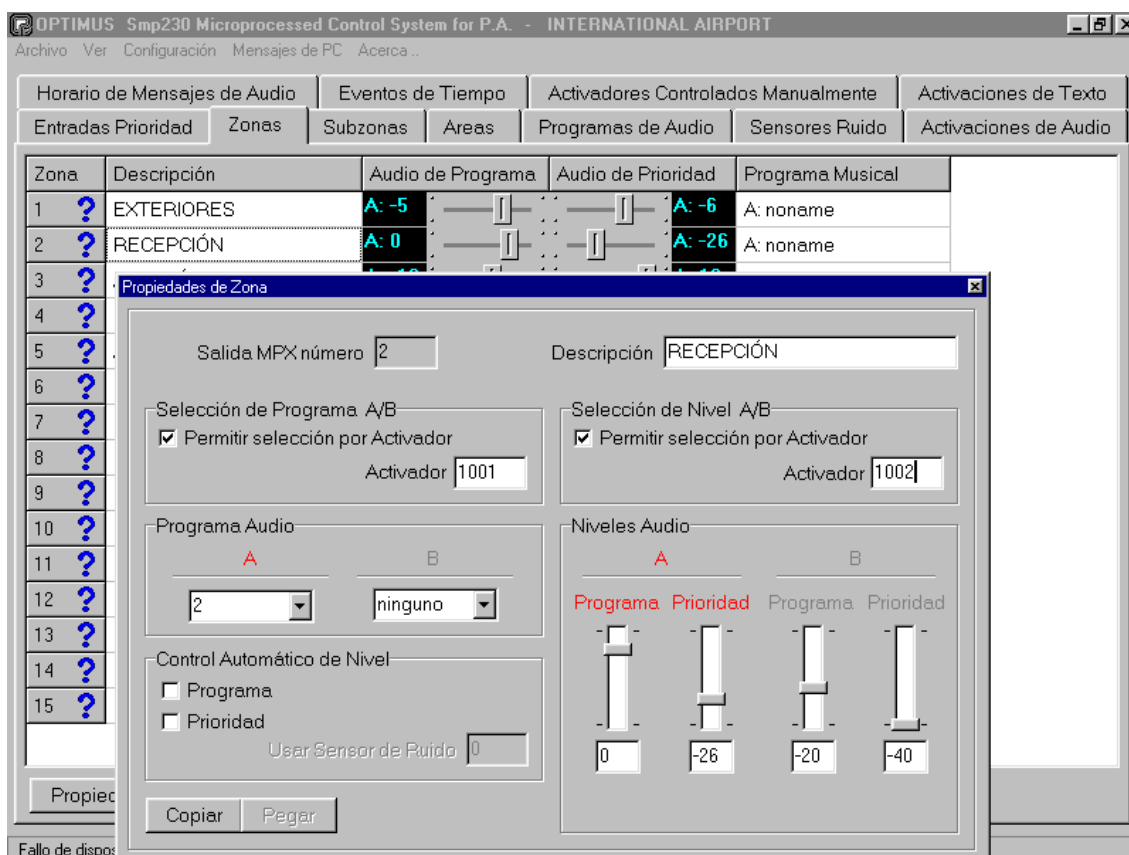 OPTIMUS Smp230 Microprocessed Control System for P.A. - INTERNATIONAL AIRPORT
Archivo Ver Configuración Mensajes de PC Acerca ..
Horario de Mensajes de Audio Eventos de Tiempo Activadores Controlados Manualmente Activaciones de Texto
Entradas Prioridad Zonas Subzonas Areas Programas de Audio Sensores Ruido Activaciones de Audio
Zona Descripción Audio de Programa Audio de Prioridad Programa Musical
1 ? EXTERIORES A: -5 A: -6 A: noname
2 ? RECEPCIÓN A: 0 A: -26 A: noname
3 ?
Propiedades de Zona
4 ?
5 ? Salida MPX número 2 Descripción RECEPCIÓN
6 ?
Selección de Programa A/B Selección de Nivel A/B
7 ? Permitir selección por Activador Permitir selección por Activador
8 ? Activador 1001 Activador 1002
9 ?
10 ? Programa Audio Niveles Audio
11 ? A B A B
12 ? 2 ninguno Programa Prioridad Programa Prioridad
13 ?
14 ? Control Automático de Nivel
Programa
15 ? Prioridad
Usar Sensor de Ruido 0 0 -26 -20 -40
Propied
Copiar Pegar
Fallo de dispos